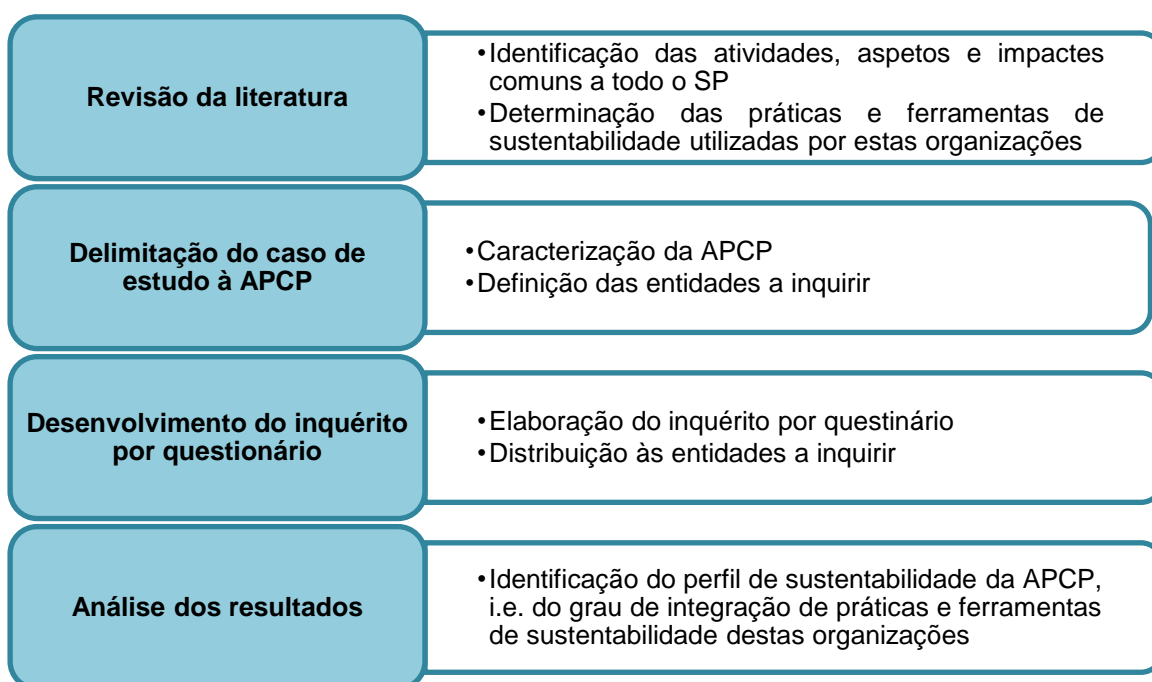 Revisão da literatura
•Identificação das atividades, aspetos e impactes
comuns a todo o SP
•Determinação das práticas e ferramentas de
sustentabilidade utilizadas por estas organizações
Delimitação do caso de
estudo à APCP
•Caracterização da APCP
•Definição das entidades a inquirir
Desenvolvimento do inquérito
por questionário
•Elaboração do inquérito por questinário
•Distribuição às entidades a inquirir
Análise dos resultados
•Identificação do perfil de sustentabilidade da APCP,
i.e. do grau de integração de práticas e ferramentas
de sustentabilidade destas organizações